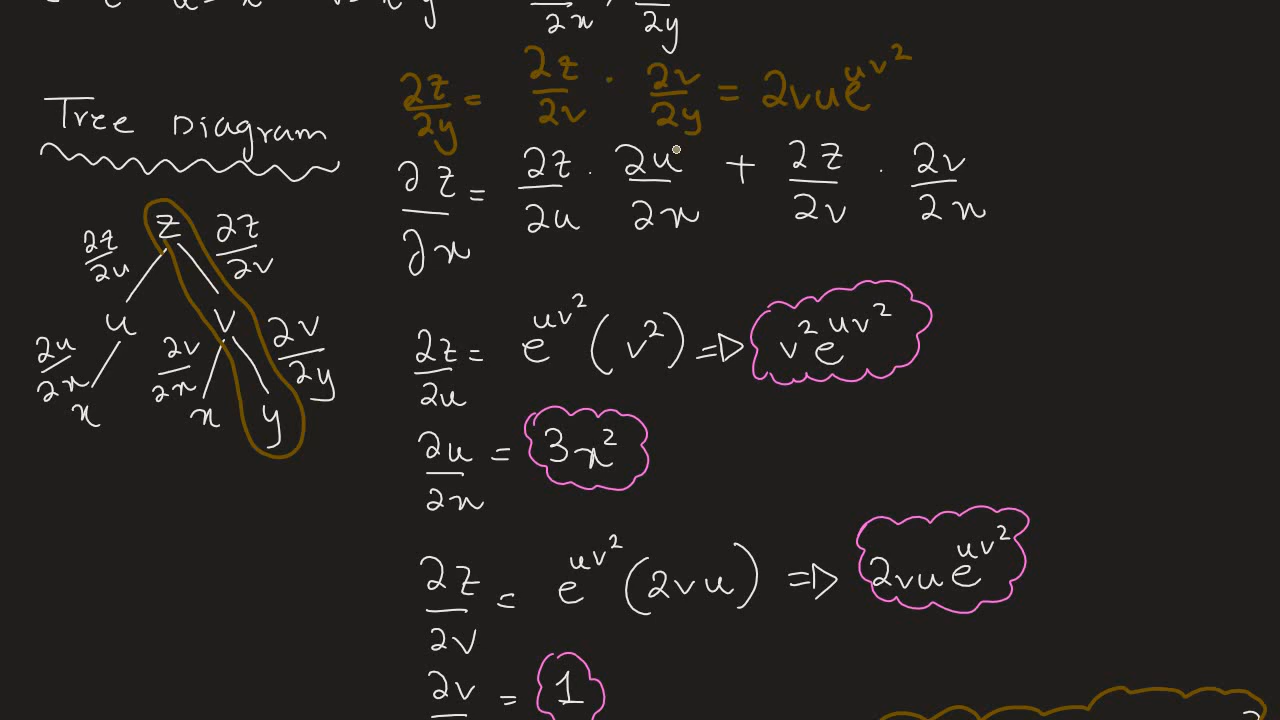 ∂/∂x , ∂/∂y
∂z/∂y = ∂z/∂v · ∂v/∂y = 2vue^{uv²}
Tree Diagram
∂z/∂x = ∂z/∂u · ∂u/∂x + ∂z/∂v · ∂v/∂x
z
∂z/∂u ∂z/∂v
u v
∂u/∂x ∂v/∂x ∂v/∂y
x x y
∂z/∂u = e^{uv²} (v²) ⇒ v²e^{uv²}
∂u/∂x = 3x²
∂z/∂v = e^{uv²} (2vu) ⇒ 2vue^{uv²}
∂v = 1